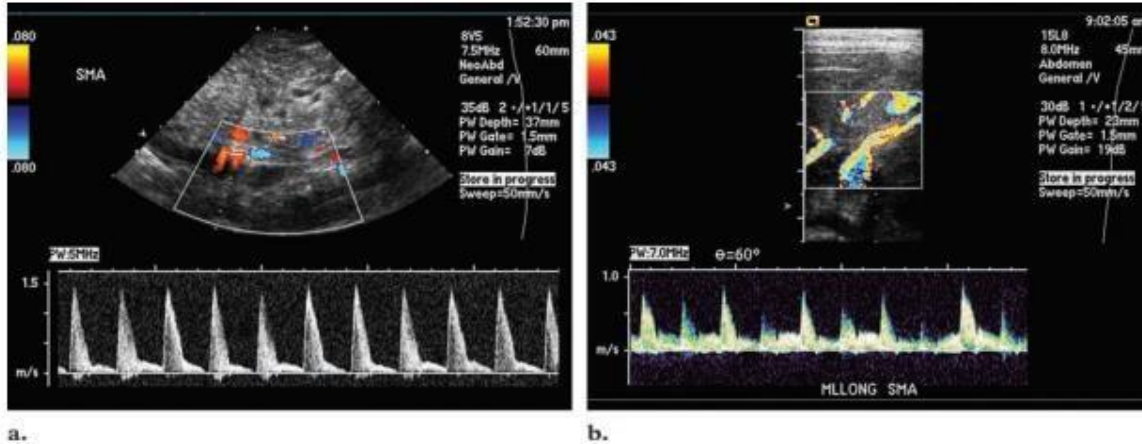 1:52:30 pm
.080
8V5
7.5MHz 60mm
NeoAbd
General /V
SMA
35dB 2 ·/+1/1/5
PW Depth= 37mm
PW Gate= 1.5mm
PW Gain= 7dB
.080
Store in progress
Sweep=50mm/s
PW:5MHz
1.5
m/s
a.
9:02:05
.043
15L8
8.0MHz 45mm
Abdomen
General /V
30dB 1 ·/+1/2/
PW Depth= 23mm
PW Gate= 1.5mm
PW Gain= 19dB
.043
Store in progress
Sweep=50mm/s
PW:7.0MHz
θ=60°
1.0
m/s
MLLONG SMA
b.